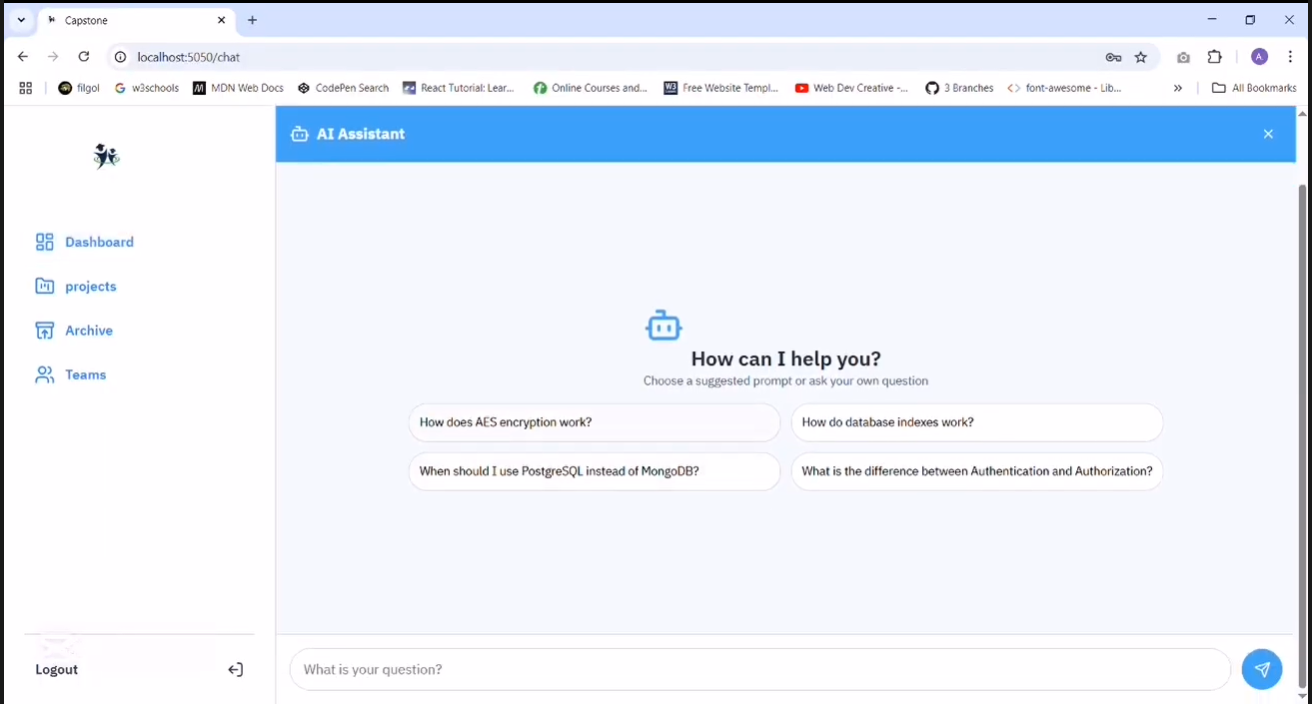 Capstone
localhost:5050/chat
A
filgol
w3schools
MDN Web Docs
CodePen Search
React Tutorial: Lear...
Online Courses and...
Free Website Templ...
Web Dev Creative -...
3 Branches
font-awesome - Lib...
All Bookmarks
AI Assistant
Dashboard
projects
Archive
Teams
How can I help you?
Choose a suggested prompt or ask your own question
How does AES encryption work?
How do database indexes work?
When should I use PostgreSQL instead of MongoDB?
What is the difference between Authentication and Authorization?
Logout
What is your question?